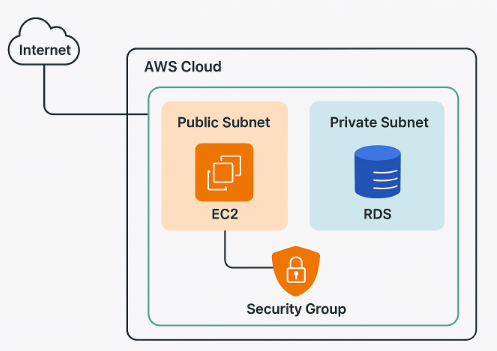 Internet
AWS Cloud
Public Subnet
Private Subnet
EC2
RDS
Security Group